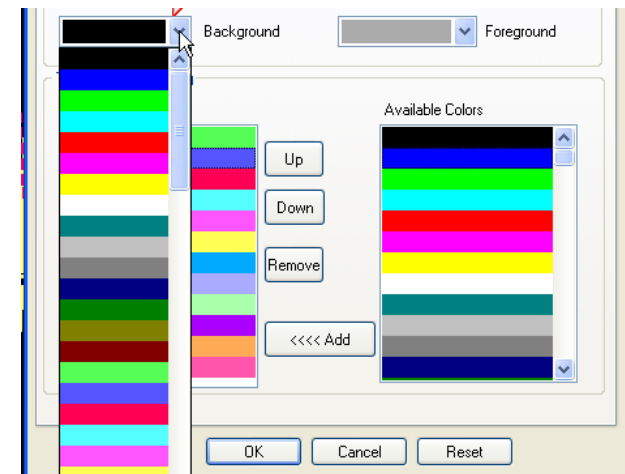 Background
Foreground
Available Colors
Up
Down
Remove
<<<< Add
OK
Cancel
Reset